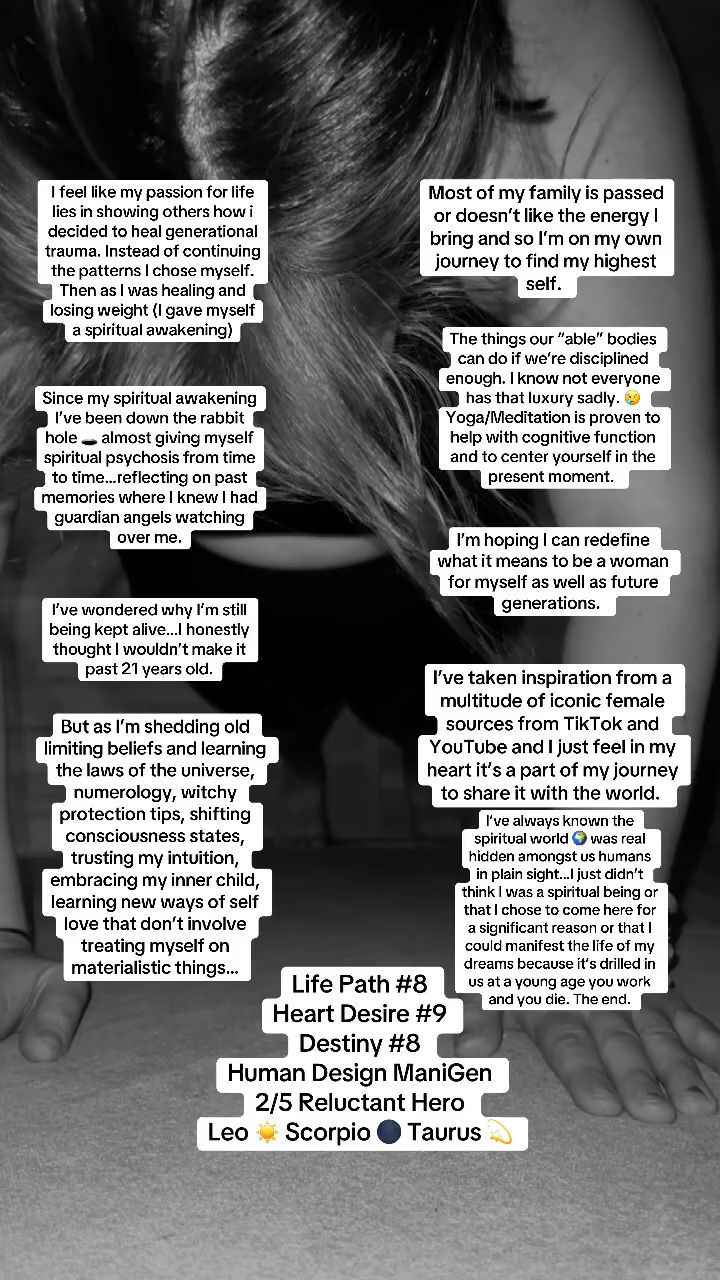 I feel like my passion for life
lies in showing others how i
decided to heal generational
trauma. Instead of continuing
the patterns I chose myself.
Then as I was healing and
losing weight (I gave myself
a spiritual awakening)
Since my spiritual awakening
I've been down the rabbit
hole 🕳️ almost giving myself
spiritual psychosis from time
to time...reflecting on past
memories where I knew I had
guardian angels watching
over me.
I've wondered why I'm still
being kept alive...I honestly
thought I wouldn't make it
past 21 years old.
But as I'm shedding old
limiting beliefs and learning
the laws of the universe,
numerology, witchy
protection tips, shifting
consciousness states,
trusting my intuition,
embracing my inner child,
learning new ways of self
love that don't involve
treating myself on
materialistic things...
Most of my family is passed
or doesn't like the energy I
bring and so I'm on my own
journey to find my highest
self.
The things our “able” bodies
can do if we're disciplined
enough. I know not everyone
has that luxury sadly. 😢
Yoga/Meditation is proven to
help with cognitive function
and to center yourself in the
present moment.
I'm hoping I can redefine
what it means to be a woman
for myself as well as future
generations.
I've taken inspiration from a
multitude of iconic female
sources from TikTok and
YouTube and I just feel in my
heart it's a part of my journey
to share it with the world.
I've always known the
spiritual world 🌍 was real
hidden amongst us humans
in plain sight...I just didn't
think I was a spiritual being or
that I chose to come here for
a significant reason or that I
could manifest the life of my
dreams because it's drilled in
us at a young age you work
and you die. The end.
Life Path #8
Heart Desire #9
Destiny #8
Human Design ManiGen
2/5 Reluctant Hero
Leo ☀️ Scorpio 🌑 Taurus 💫